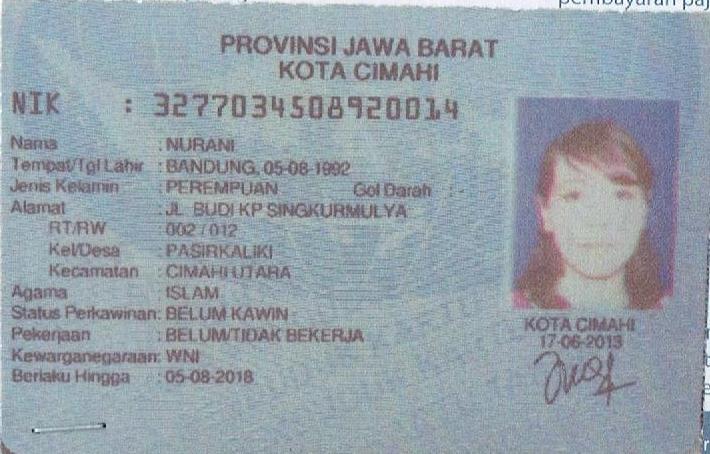 pembayaran paj
PROVINSI JAWA BARAT
KOTA CIMAHI
NIK : 3277034508920014
Nama : NURANI
Tempat/Tgl Lahir : BANDUNG, 05-08-1992
Jenis Kelamin : PEREMPUAN Gol Darah : -
Alamat : JL BUDI KP SINGKURMULYA
RT/RW : 002 / 012
Kel/Desa : PASIRKALIKI
Kecamatan : CIMAHI UTARA
Agama : ISLAM
Status Perkawinan: BELUM KAWIN
Pekerjaan : BELUM/TIDAK BEKERJA
Kewarganegaraan: WNI
Berlaku Hingga : 05-08-2018
KOTA CIMAHI
17-06-2013